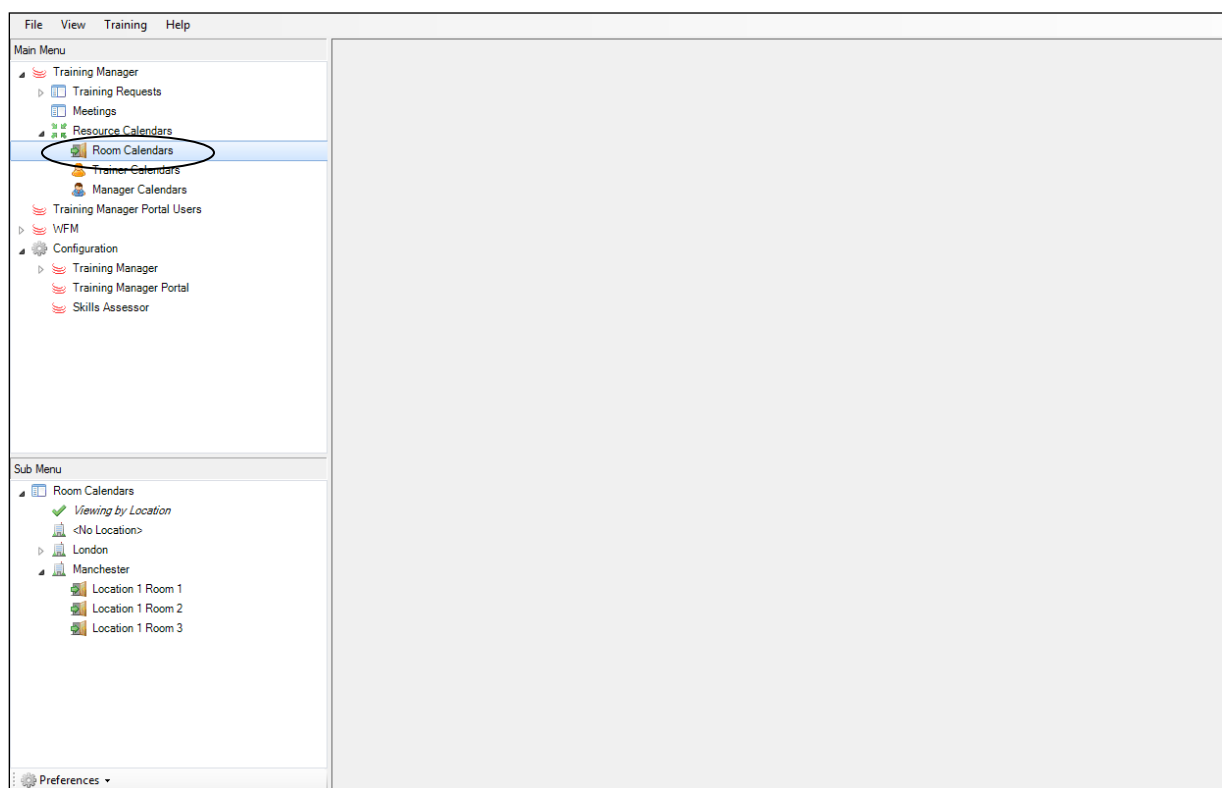 File View Training Help
Main Menu
Training Manager
Training Requests
Meetings
Resource Calendars
Room Calendars
Trainer Calendars
Manager Calendars
Training Manager Portal Users
WFM
Configuration
Training Manager
Training Manager Portal
Skills Assessor
Sub Menu
Room Calendars
Viewing by Location
<No Location>
London
Manchester
Location 1 Room 1
Location 1 Room 2
Location 1 Room 3
Preferences